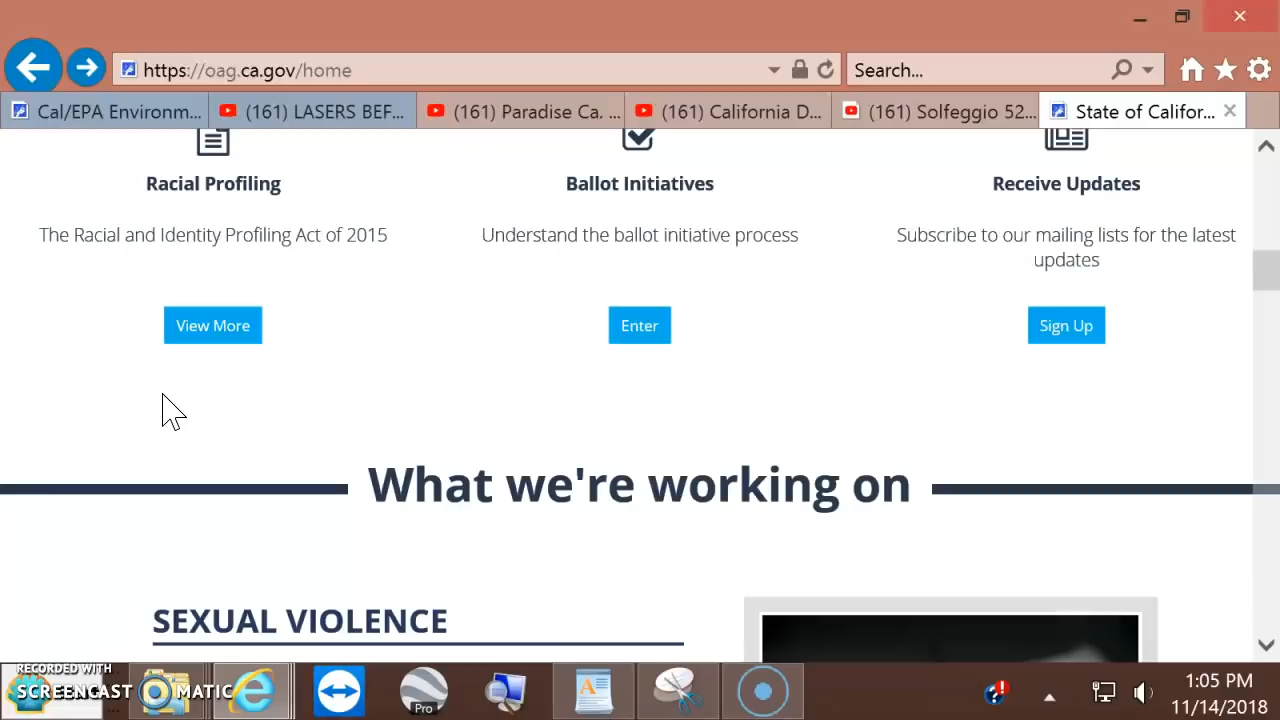 https://oag.ca.gov/home
Search...
Cal/EPA Environm...
(161) LASERS BEF...
(161) Paradise Ca. ...
(161) California D...
(161) Solfeggio 52...
State of Califor...
Racial Profiling
Ballot Initiatives
Receive Updates
The Racial and Identity Profiling Act of 2015
Understand the ballot initiative process
Subscribe to our mailing lists for the latest
updates
View More
Enter
Sign Up
What we're working on
SEXUAL VIOLENCE
RECORDED WITH
SCREENCAST MATIC
Pro
1:05 PM
11/14/2018